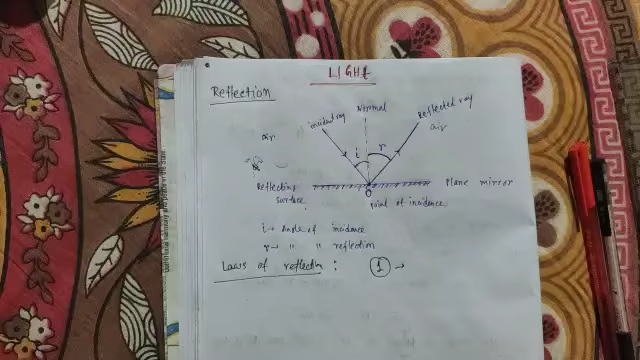 LIGHt
Reflection
Normal
incident ray
Reflected ray
air
air
i
r
O
Reflecting
surface
Plane mirror
point of incidence
i → Angle of incidence
r → " " reflection
Laws of reflection : 1 →